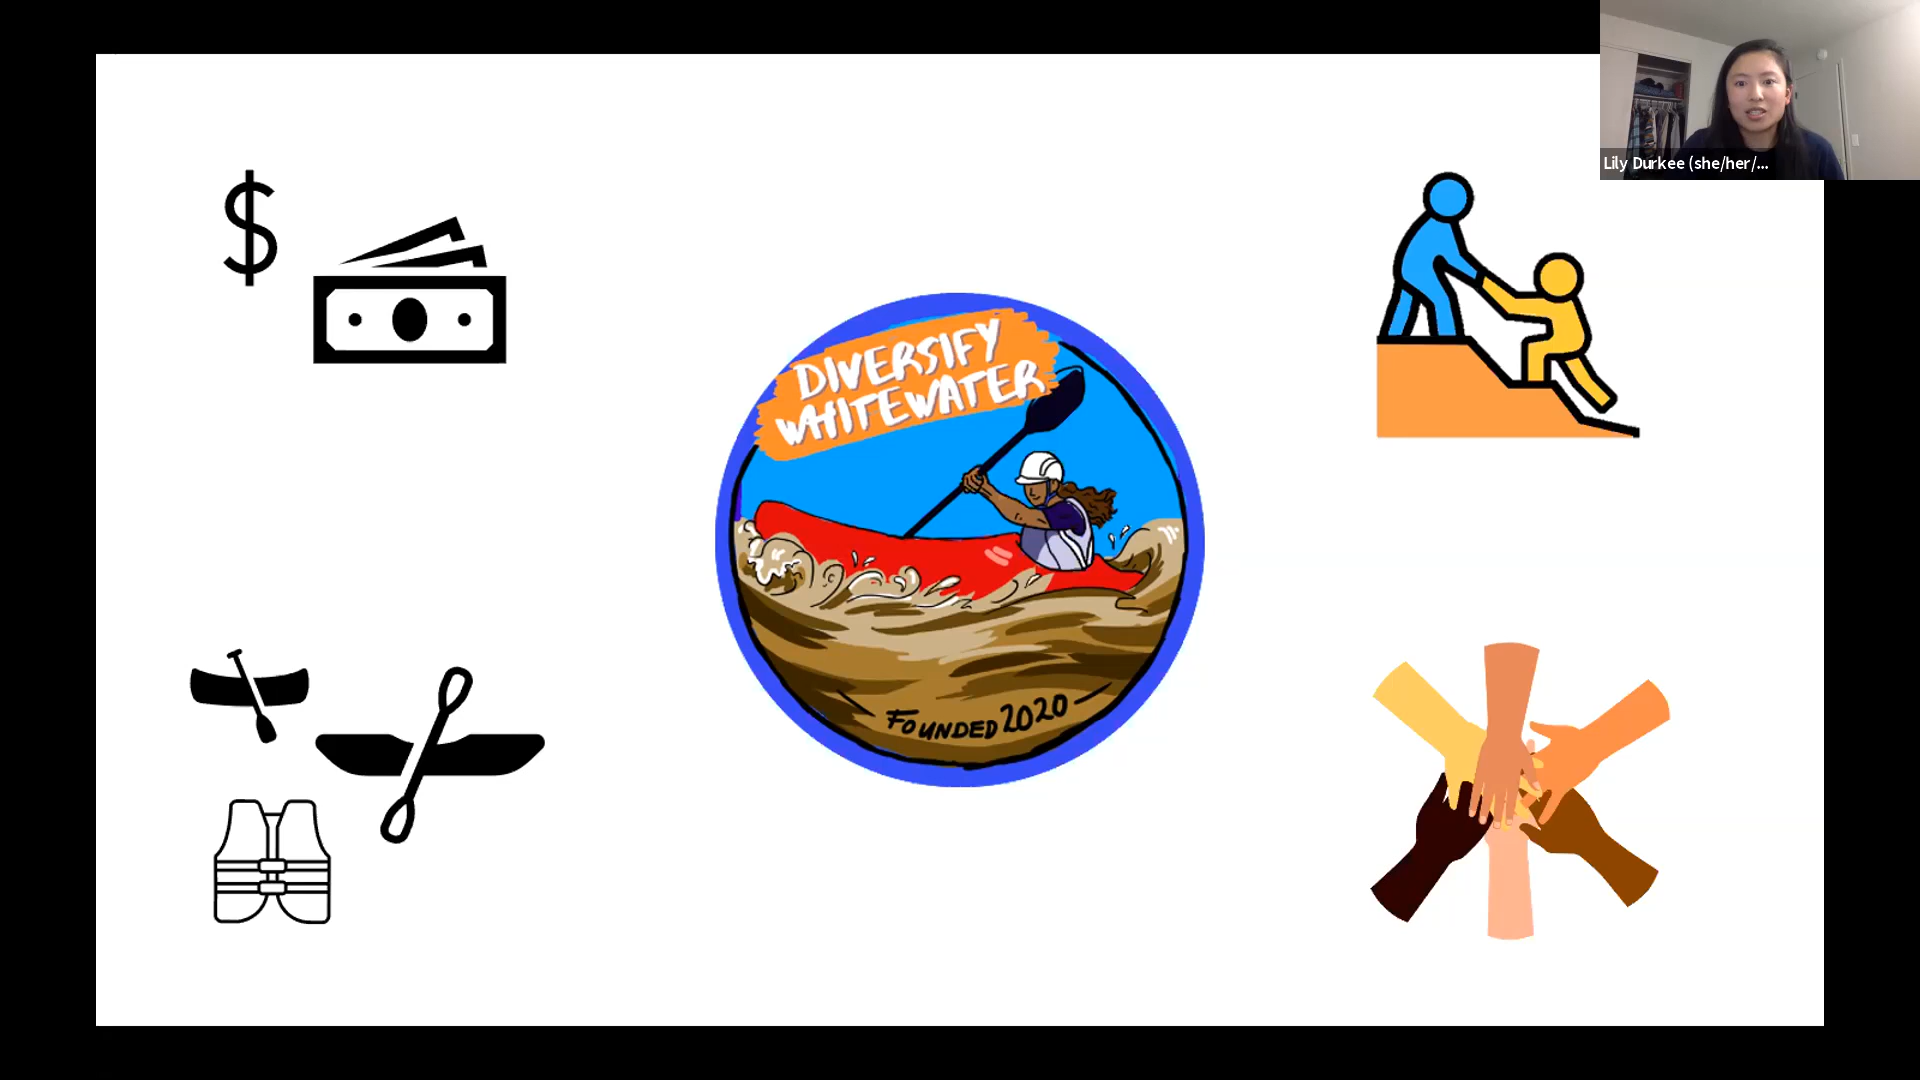 Lily Durkee (she/her/...
$
DIVERSIFY
WHITEWATER
FOUNDED 2020